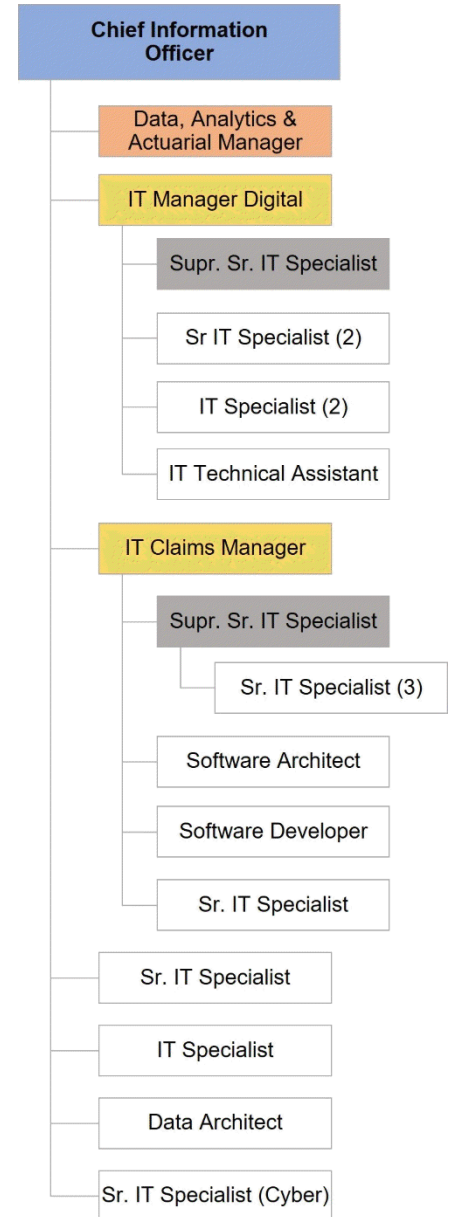 Chief Information
Officer
Data, Analytics &
Actuarial Manager
IT Manager Digital
Supr. Sr. IT Specialist
Sr IT Specialist (2)
IT Specialist (2)
IT Technical Assistant
IT Claims Manager
Supr. Sr. IT Specialist
Sr. IT Specialist (3)
Software Architect
Software Developer
Sr. IT Specialist
Sr. IT Specialist
IT Specialist
Data Architect
Sr. IT Specialist (Cyber)